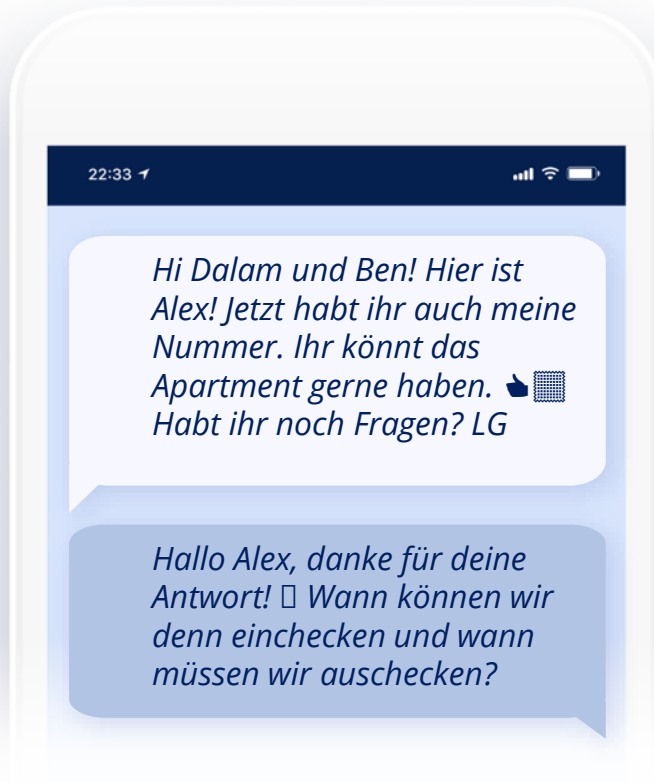 22:33
Hi Dalam und Ben! Hier ist
Alex! Jetzt habt ihr auch meine
Nummer. Ihr könnt das
Apartment gerne haben. 👍
Habt ihr noch Fragen? LG
Hallo Alex, danke für deine
Antwort! Wann können wir
denn einchecken und wann
müssen wir auschecken?